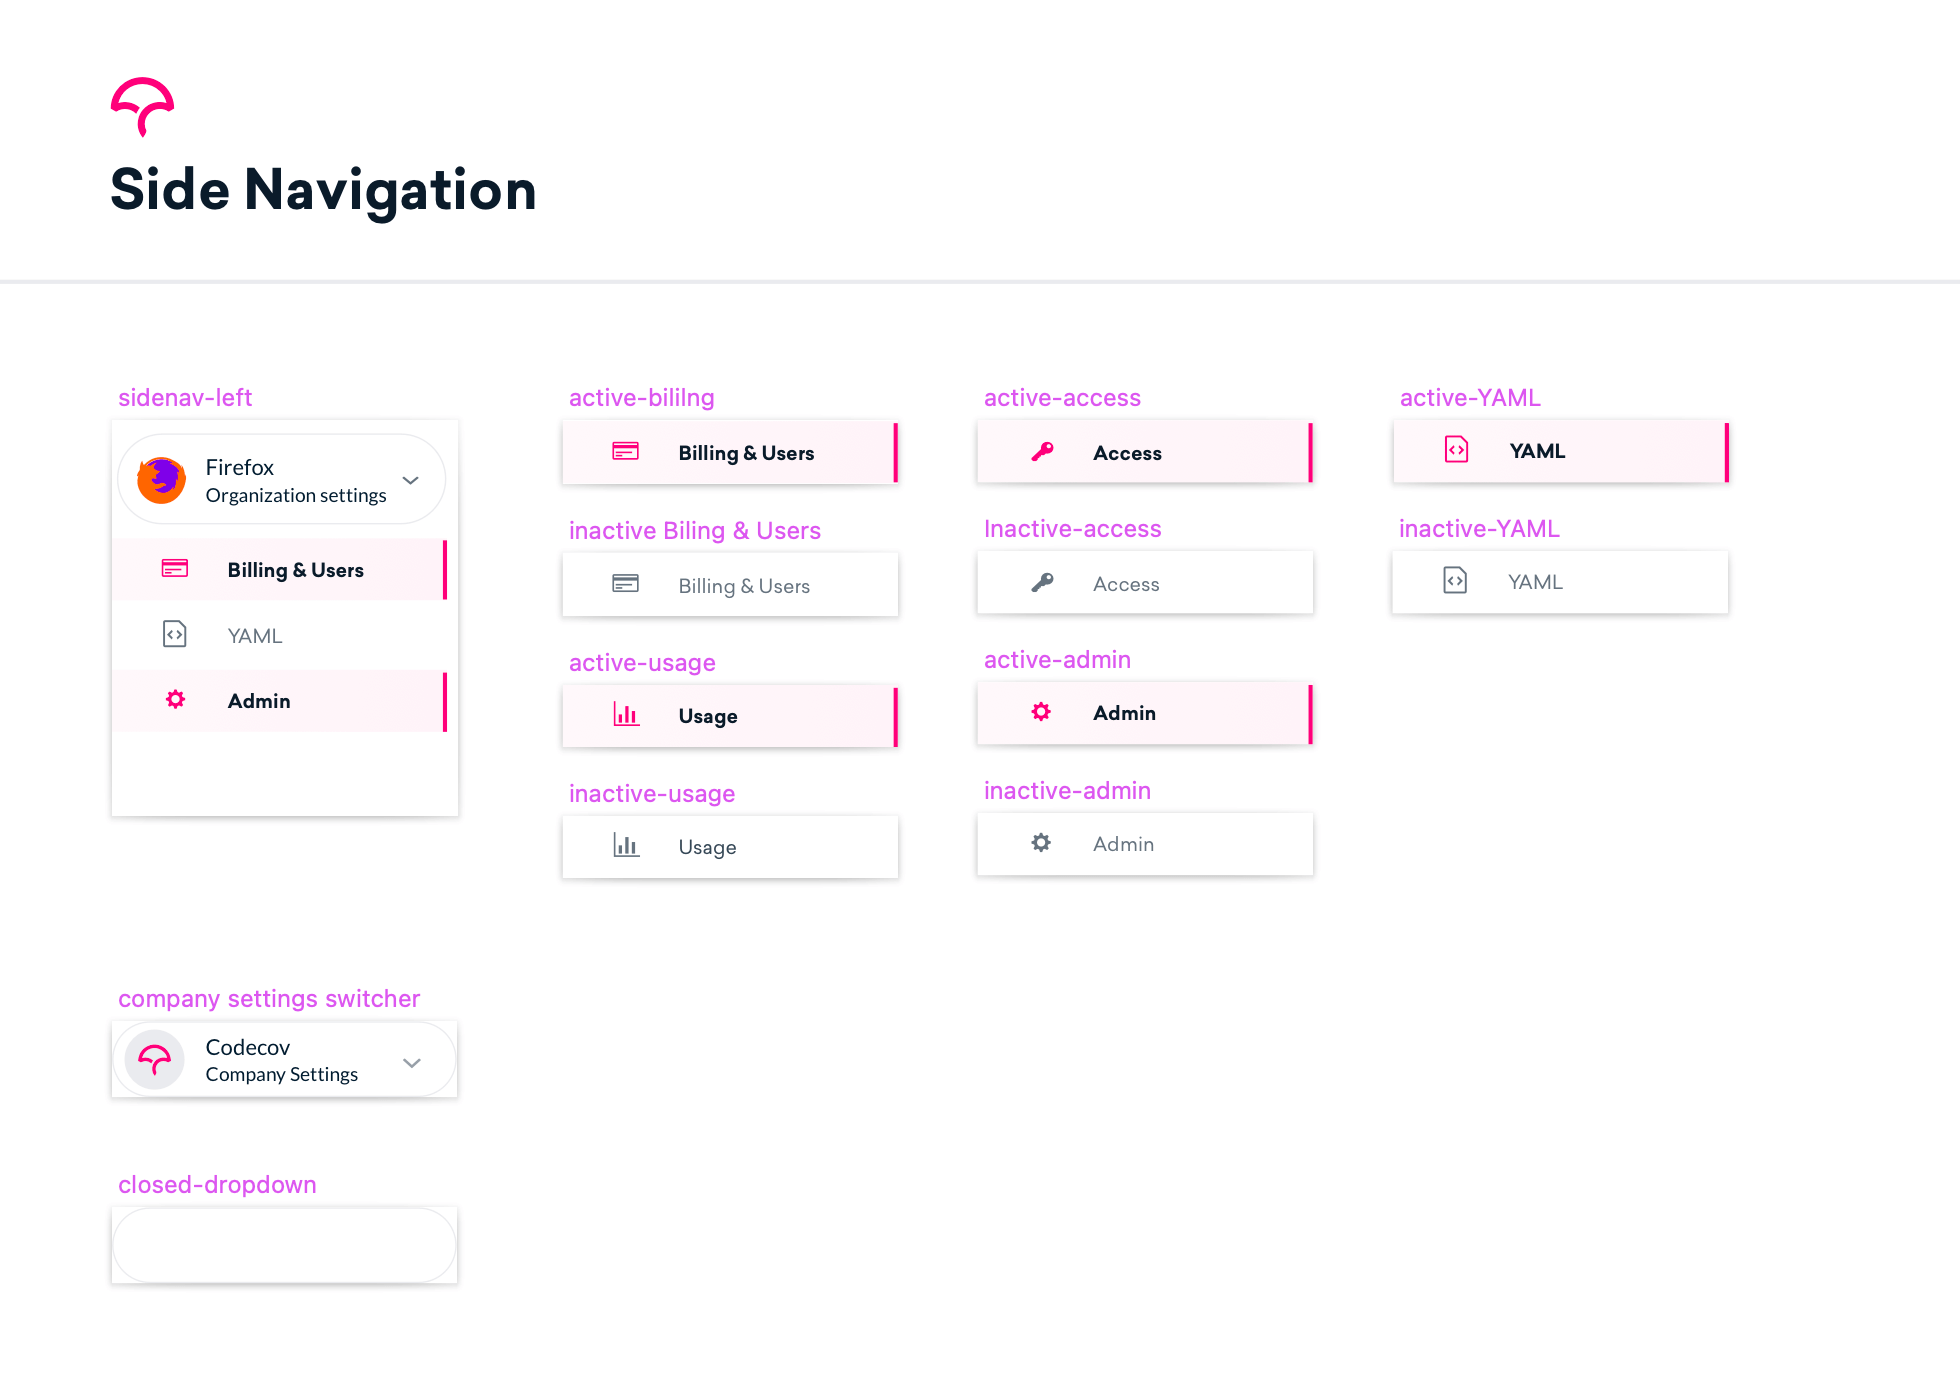 Side Navigation
sidenav-left
Firefox
Organization settings
Billing & Users
YAML
Admin
active-bililng
Billing & Users
inactive Biling & Users
Billing & Users
active-usage
Usage
inactive-usage
Usage
active-access
Access
Inactive-access
Access
active-admin
Admin
inactive-admin
Admin
active-YAML
YAML
inactive-YAML
YAML
company settings switcher
Codecov
Company Settings
closed-dropdown